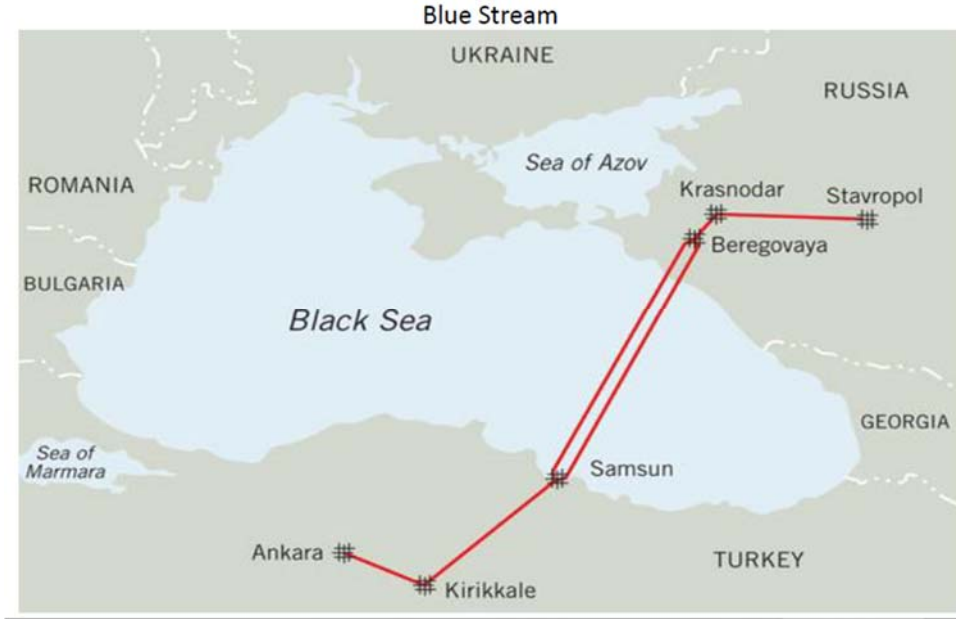 Blue Stream
UKRAINE
RUSSIA
Sea of Azov
ROMANIA
Krasnodar
Stavropol
Beregovaya
BULGARIA
Black Sea
GEORGIA
Sea of
Marmara
Samsun
Ankara
TURKEY
Kirikkale